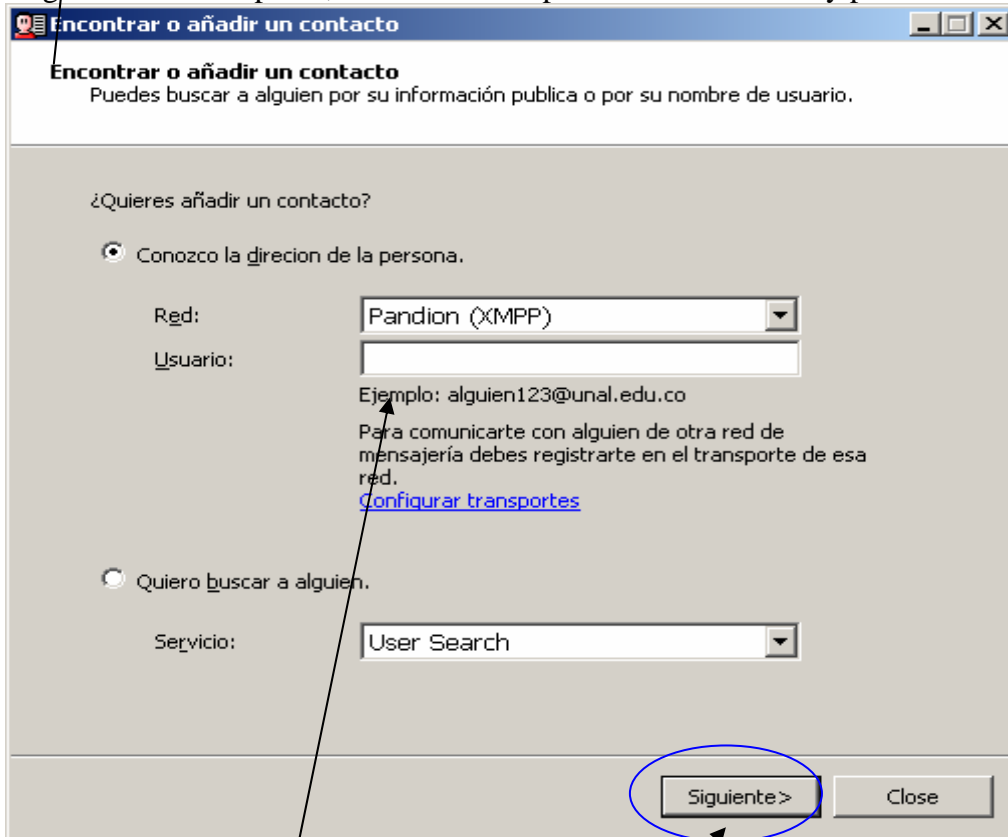 Encontrar o añadir un contacto
Encontrar o añadir un contacto
Puedes buscar a alguien por su información publica o por su nombre de usuario.
¿Quieres añadir un contacto?
Conozco la direcion de la persona.
Red: Pandion (XMPP)
Usuario:
Ejemplo: alguien123@unal.edu.co
Para comunicarte con alguien de otra red de
mensajería debes registrarte en el transporte de esa
red.
Configurar transportes
Quiero buscar a alguien.
Servicio: User Search
Siguiente> Close